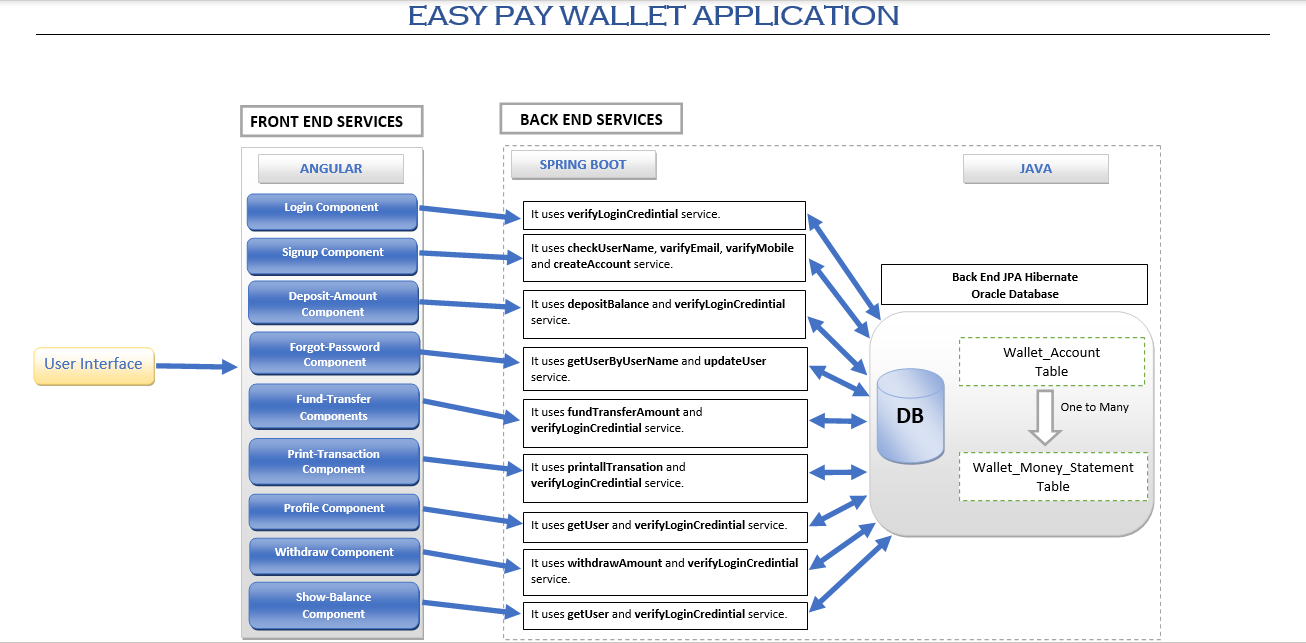 EASY PAY WALLET APPLICATION
FRONT END SERVICES
BACK END SERVICES
ANGULAR
SPRING BOOT
JAVA
User Interface
Login Component
Signup Component
Deposit-Amount
Component
Forgot-Password
Component
Fund-Transfer
Components
Print-Transaction
Component
Profile Component
Withdraw Component
Show-Balance
Component
It uses verifyLoginCredintial service.
It uses checkUserName, varifyEmail, varifyMobile
and createAccount service.
It uses depositBalance and verifyLoginCredintial
service.
It uses getUserByUserName and updateUser
service.
It uses fundTransferAmount and
verifyLoginCredintial service.
It uses printallTransation and
verifyLoginCredintial service.
It uses getUser and verifyLoginCredintial service.
It uses withdrawAmount and verifyLoginCredintial
service.
It uses getUser and verifyLoginCredintial service.
Back End JPA Hibernate
Oracle Database
DB
Wallet_Account
Table
One to Many
Wallet_Money_Statement
Table